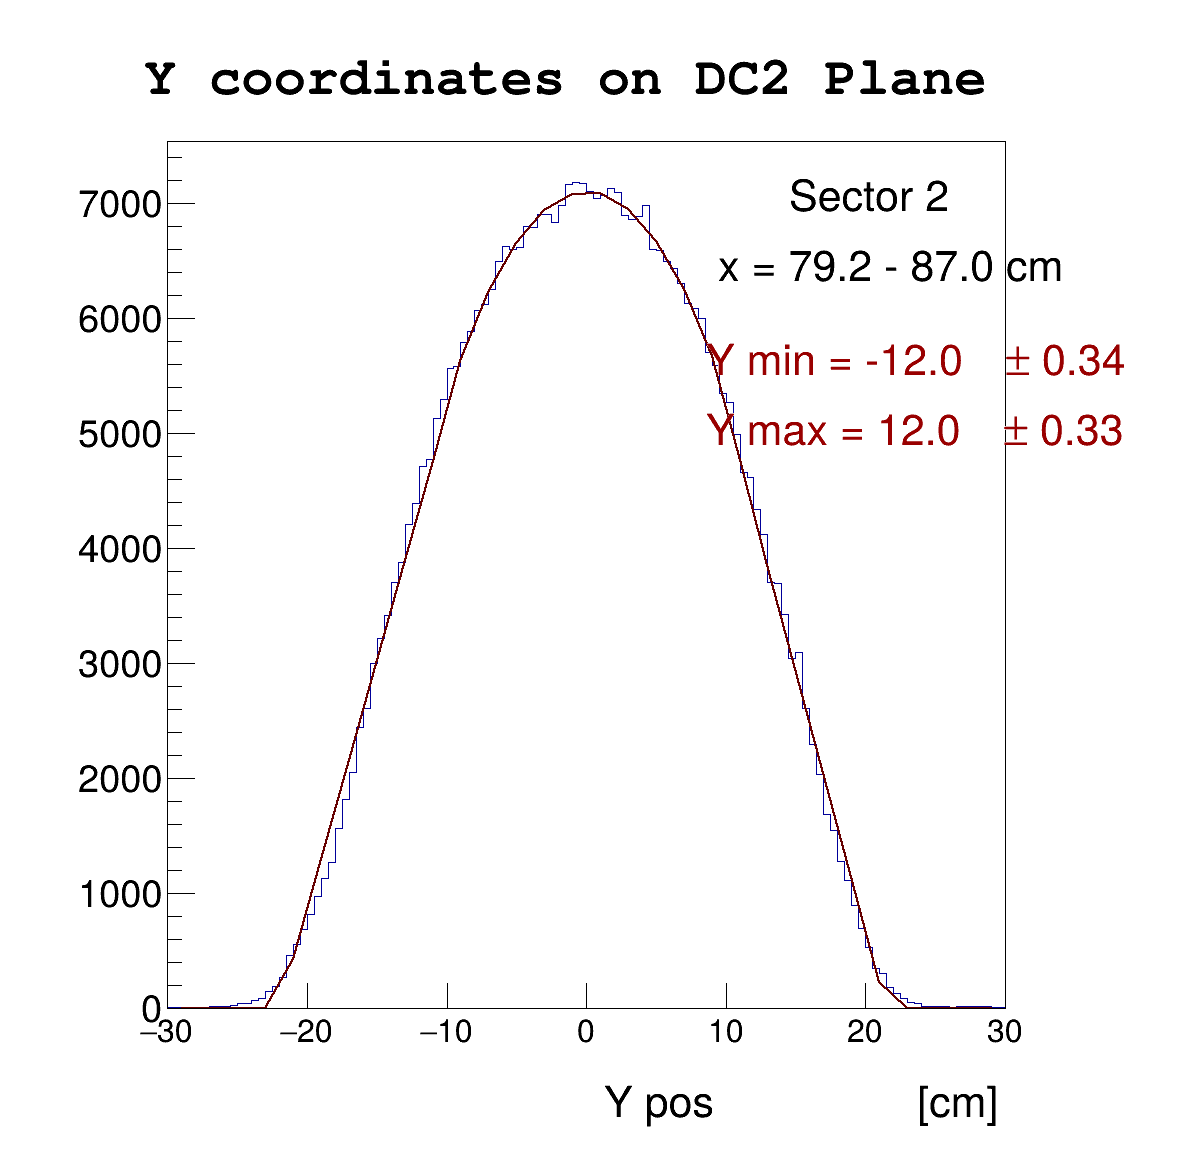 Y coordinates on DC2 Plane
Sector 2
x = 79.2 - 87.0 cm
Y min = -12.0 ± 0.34
Y max = 12.0 ± 0.33
7000
6000
5000
4000
3000
2000
1000
0
−30 −20 −10 0 10 20 30
Y pos [cm]